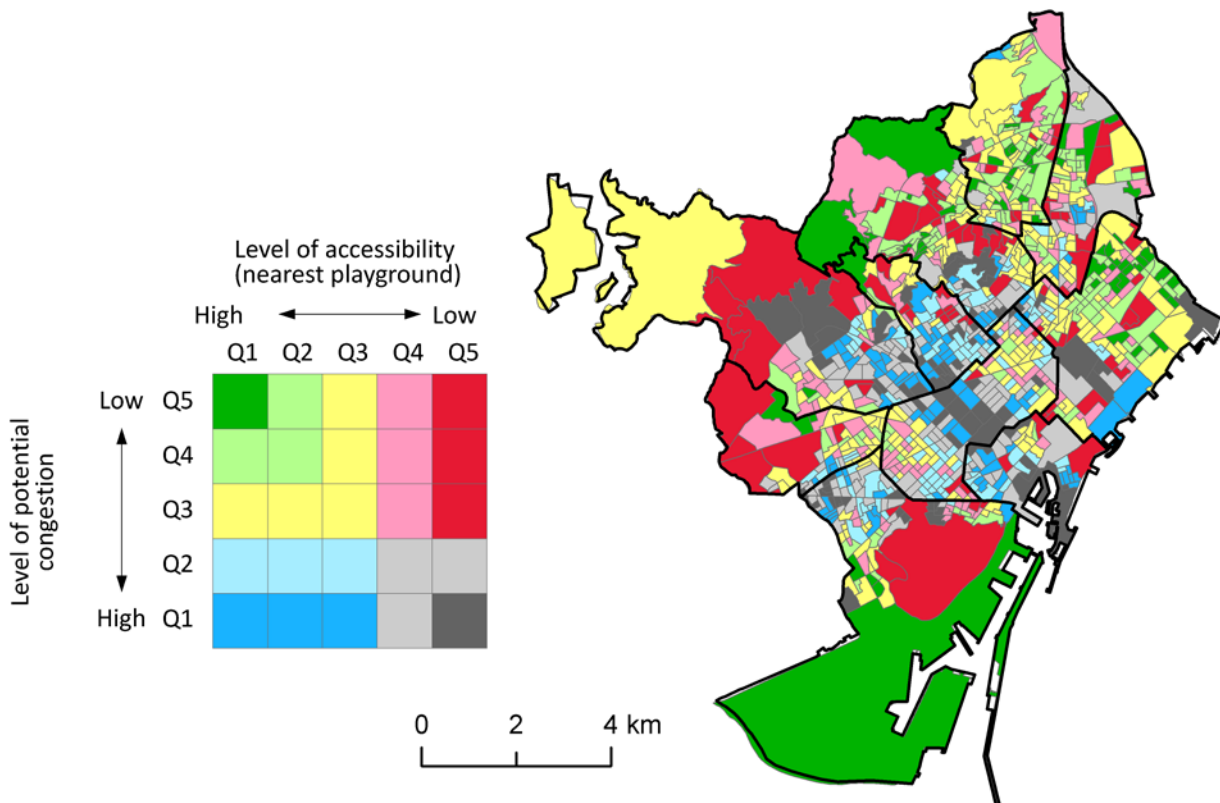 Level of accessibility
(nearest playground)
High Low
Q1 Q2 Q3 Q4 Q5
Low Q5
Q4
Q3
Q2
High Q1
Level of potential
congestion
0 2 4 km